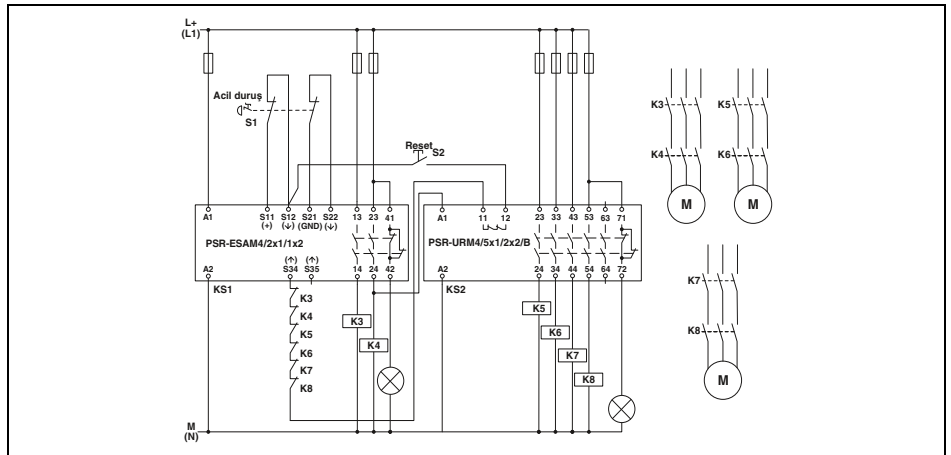 L+
(L1)
Acil duruş
S1
Reset
S2
K3
K5
K4
K6
M
M
A1
S11
(+)
S12
(↓)
S21
(GND)
S22
(↓)
13
23
41
A1
11
12
23
33
43
53
63
71
PSR-ESAM4/2x1/1x2
PSR-URM4/5x1/2x2/B
(↑)
S34
(↑)
S35
A2
14
24
42
A2
24
34
44
54
64
72
KS1
KS2
K3
K4
K5
K6
K7
K8
K3
K4
K5
K6
K7
K8
K7
K8
M
M
(N)